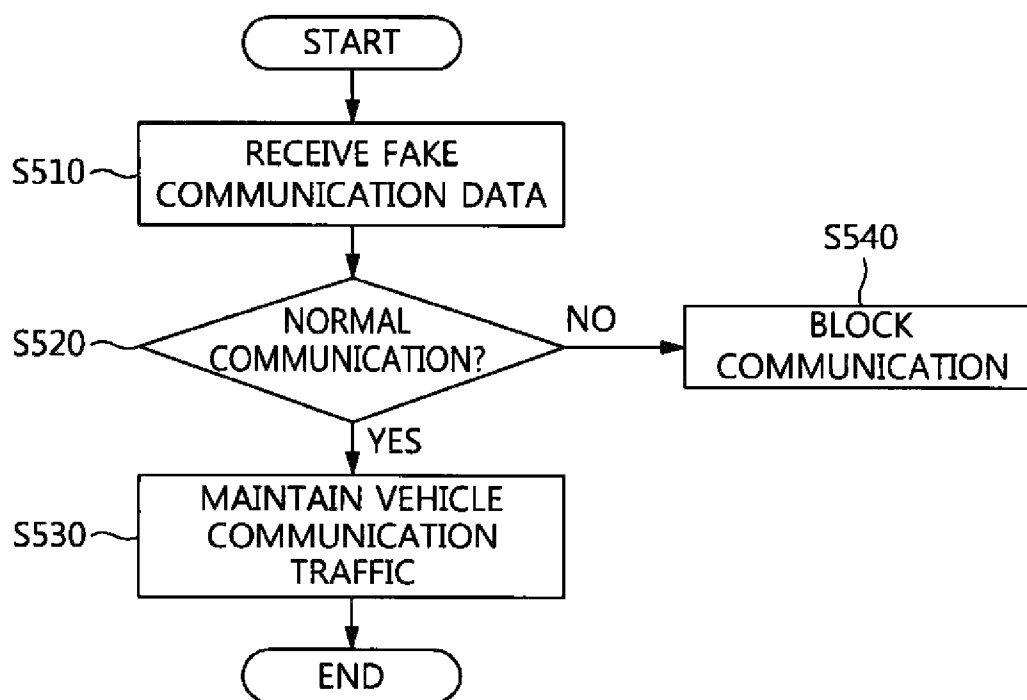 START
S510
RECEIVE FAKE
COMMUNICATION DATA
S520
NORMAL
COMMUNICATION?
NO
S540
BLOCK
COMMUNICATION
YES
S530
MAINTAIN VEHICLE
COMMUNICATION
TRAFFIC
END